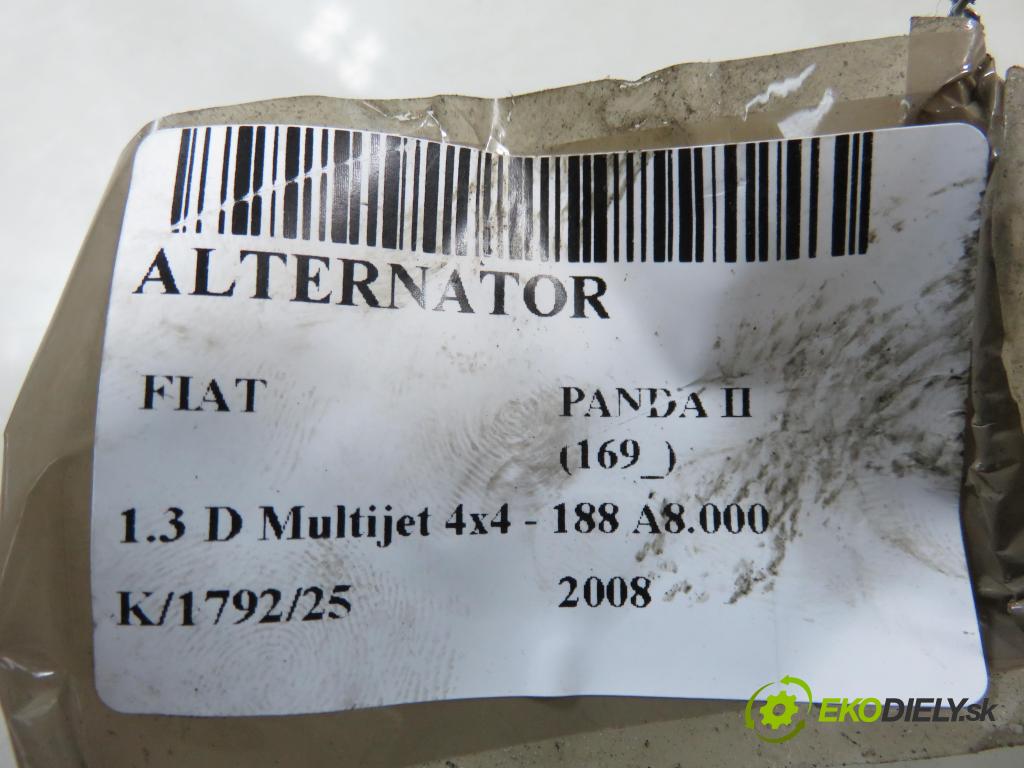 ALTERNATOR
FIAT PANDA II
(169_)
1.3 D Multijet 4x4 - 188 A8.000
K/1792/25 2008
EKODIELY.sk